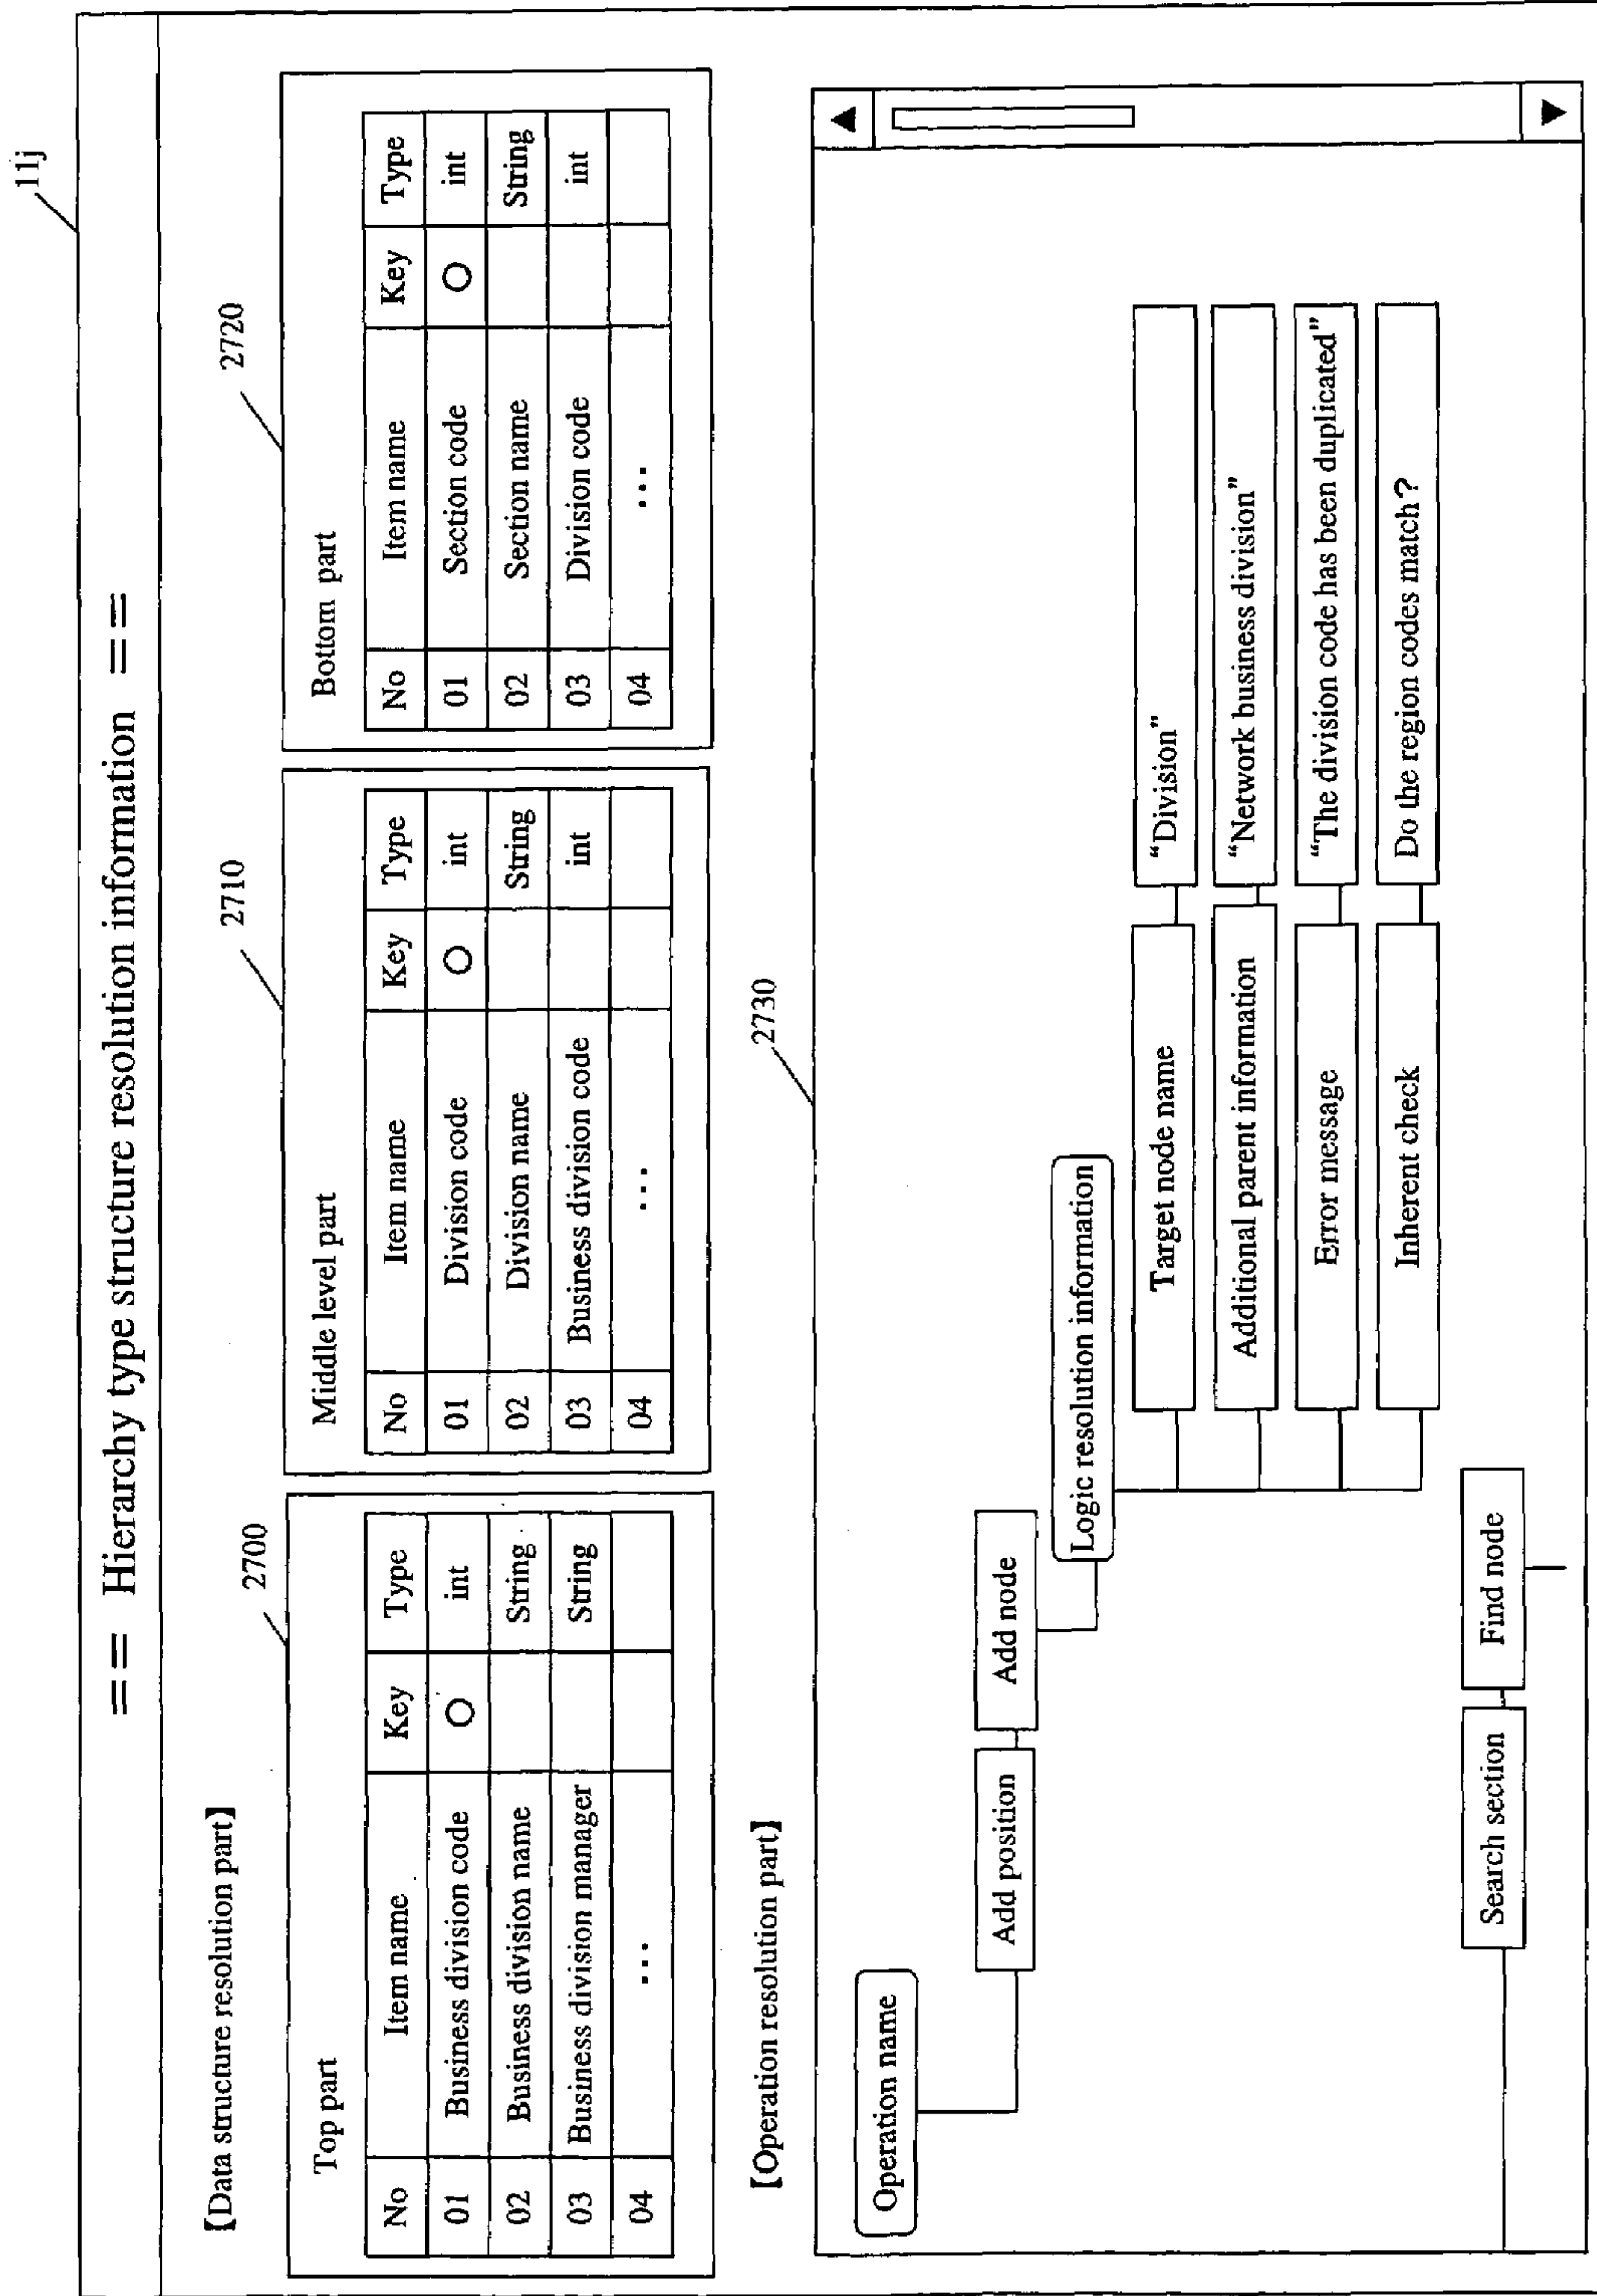 11j
== Hierarchy type structure resolution information ==
【Data structure resolution part】
2700
Top part
No Item name Key Type
01 Business division code ○ int
02 Business division name String
03 Business division manager String
04 ...
2710
Middle level part
No Item name Key Type
01 Division code ○ int
02 Division name String
03 Business division code int
04 ...
2720
Bottom part
No Item name Key Type
01 Section code ○ int
02 Section name String
03 Division code int
04 ...
【Operation resolution part】
2730
▲
Operation name
Add position Add node
Logic resolution information
Target node name “Division”
Additional parent information “Network business division”
Error message “The division code has been duplicated”
Inherent check Do the region codes match?
Search section Find node
▼